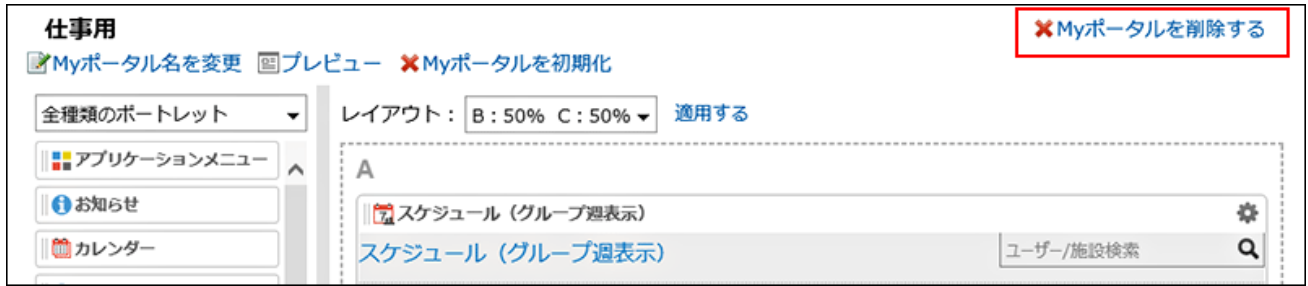 仕事用
Myポータルを削除する
Myポータル名を変更 プレビュー Myポータルを初期化
全種類のポートレット
レイアウト： B：50% C：50% 適用する
アプリケーションメニュー
お知らせ
カレンダー
A
スケジュール（グループ週表示）
スケジュール（グループ週表示）
ユーザー/施設検索